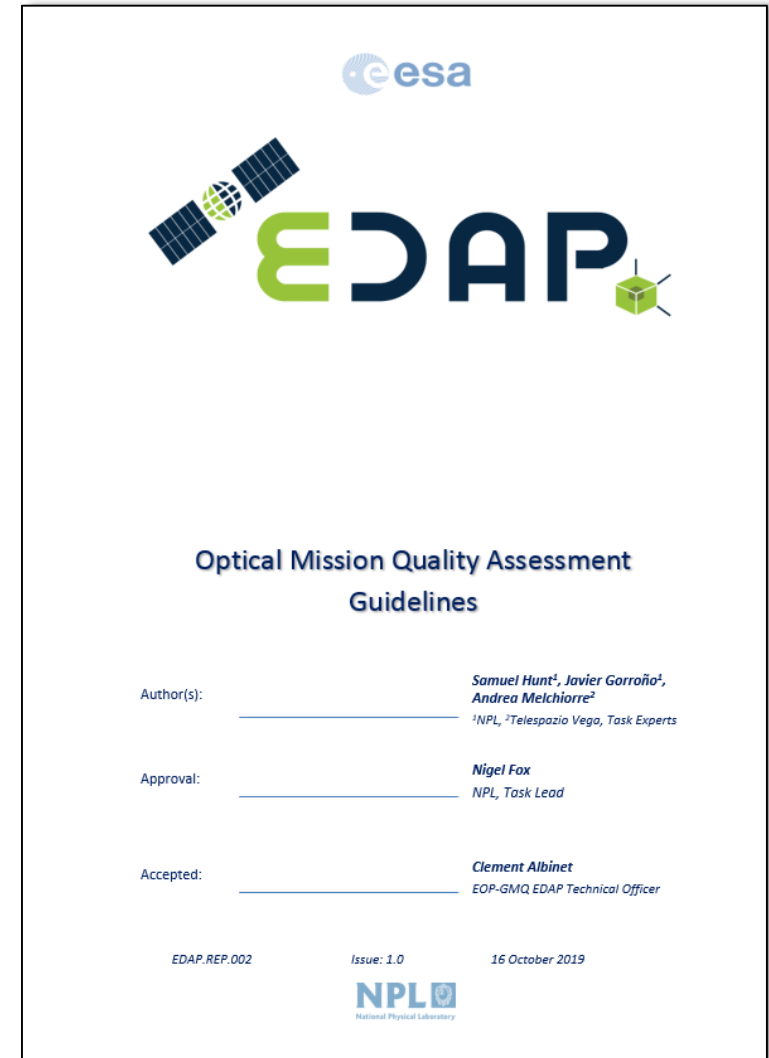 esa
EDAP
Optical Mission Quality Assessment
Guidelines
Author(s):
Samuel Hunt¹, Javier Gorroño¹,
Andrea Melchiorre²
¹NPL, ²Telespazio Vega, Task Experts
Approval:
Nigel Fox
NPL, Task Lead
Accepted:
Clement Albinet
EOP-GMQ EDAP Technical Officer
EDAP.REP.002 Issue: 1.0 16 October 2019
NPL
National Physical Laboratory